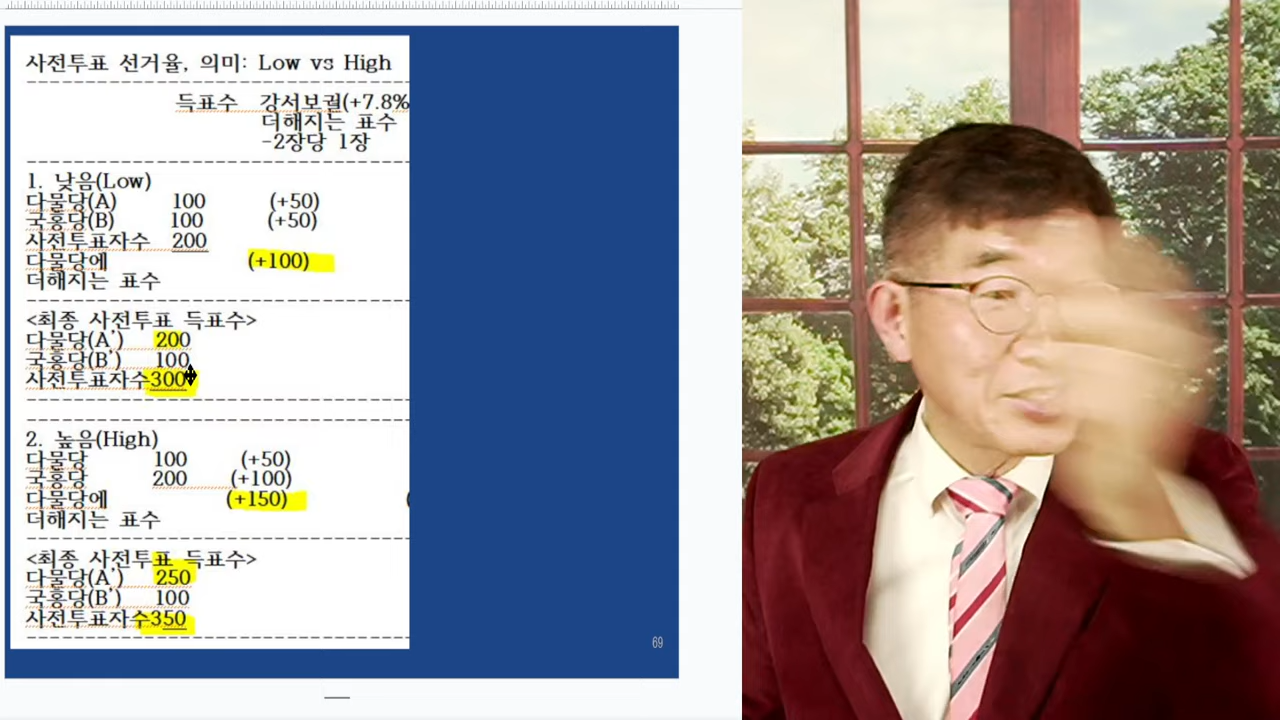 사전투표 선거율, 의미: Low vs High
득표수 강서보궐(+7.8%
더해지는 표수
-2장당 1장
1. 낮음(Low)
다물당(A) 100 (+50)
국홍당(B) 100 (+50)
사전투표자수 200
다물당에 (+100)
더해지는 표수
<최종 사전투표 득표수>
다물당(A') 200
국홍당(B') 100
사전투표자수300
2. 높음(High)
다물당 100 (+50)
국홍당 200 (+100)
다물당에 (+150) (
더해지는 표수
<최종 사전투표 득표수>
다물당(A') 250
국홍당(B') 100
사전투표자수350
69